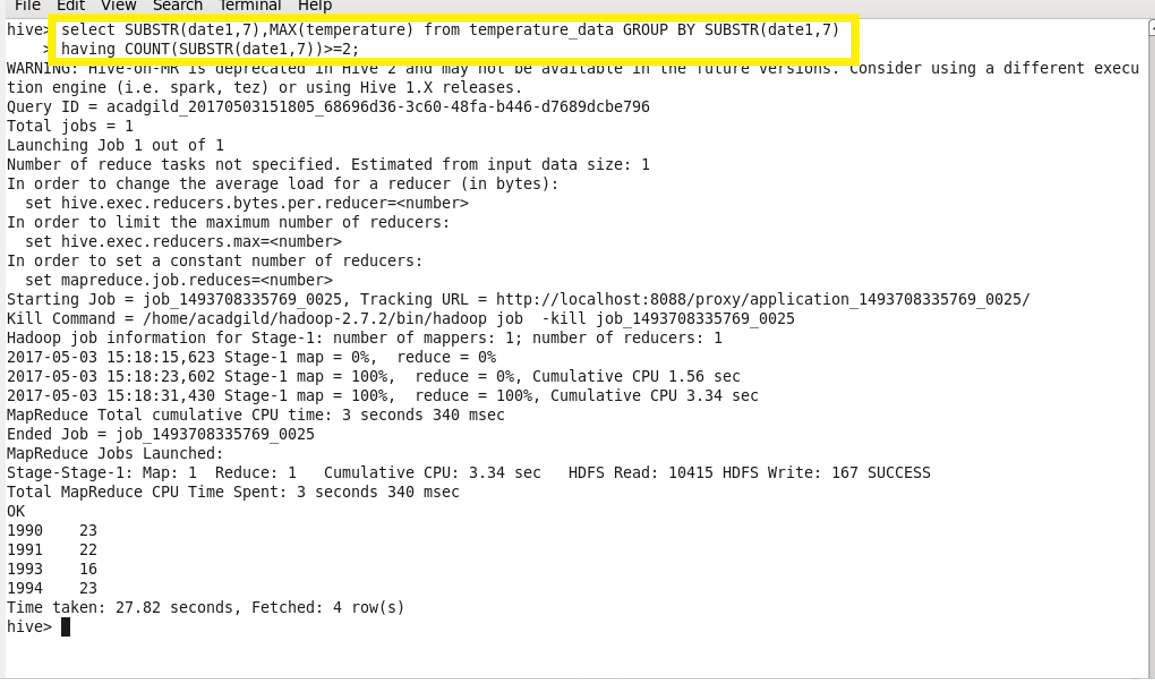 File Edit View Search Terminal Help
hive> select SUBSTR(date1,7),MAX(temperature) from temperature_data GROUP BY SUBSTR(date1,7)
> having COUNT(SUBSTR(date1,7))>=2;
WARNING: Hive-on-MR is deprecated in Hive 2 and may not be available in the future versions. Consider using a different execu
tion engine (i.e. spark, tez) or using Hive 1.X releases.
Query ID = acadgild_20170503151805_68696d36-3c60-48fa-b446-d7689dcbe796
Total jobs = 1
Launching Job 1 out of 1
Number of reduce tasks not specified. Estimated from input data size: 1
In order to change the average load for a reducer (in bytes):
  set hive.exec.reducers.bytes.per.reducer=<number>
In order to limit the maximum number of reducers:
  set hive.exec.reducers.max=<number>
In order to set a constant number of reducers:
  set mapreduce.job.reduces=<number>
Starting Job = job_1493708335769_0025, Tracking URL = http://localhost:8088/proxy/application_1493708335769_0025/
Kill Command = /home/acadgild/hadoop-2.7.2/bin/hadoop job  -kill job_1493708335769_0025
Hadoop job information for Stage-1: number of mappers: 1; number of reducers: 1
2017-05-03 15:18:15,623 Stage-1 map = 0%,  reduce = 0%
2017-05-03 15:18:23,602 Stage-1 map = 100%,  reduce = 0%, Cumulative CPU 1.56 sec
2017-05-03 15:18:31,430 Stage-1 map = 100%,  reduce = 100%, Cumulative CPU 3.34 sec
MapReduce Total cumulative CPU time: 3 seconds 340 msec
Ended Job = job_1493708335769_0025
MapReduce Jobs Launched:
Stage-Stage-1: Map: 1  Reduce: 1   Cumulative CPU: 3.34 sec   HDFS Read: 10415 HDFS Write: 167 SUCCESS
Total MapReduce CPU Time Spent: 3 seconds 340 msec
OK
1990    23
1991    22
1993    16
1994    23
Time taken: 27.82 seconds, Fetched: 4 row(s)
hive>